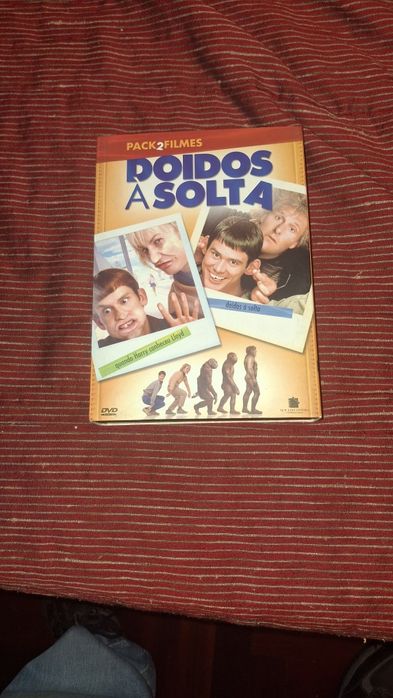 PACK2FILMES
DOIDOS
À SOLTA
doidos à solta
quando Harry conheceu Lloyd
DVD